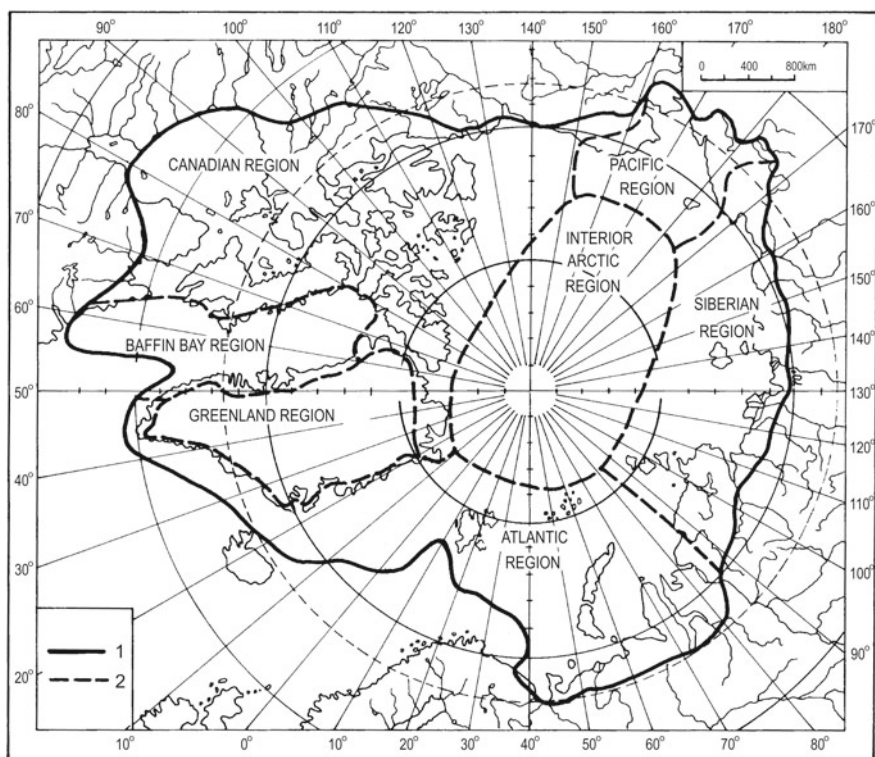 90° 100° 110° 120° 130° 140° 150° 160° 170° 180°
0 400 800km
80°
70°
60°
50°
40°
30°
20°
170°
160°
150°
140°
130°
120°
110°
100°
90°
CANADIAN REGION
PACIFIC
REGION
INTERIOR
ARCTIC
REGION
SIBERIAN
REGION
BAFFIN BAY REGION
GREENLAND REGION
ATLANTIC
REGION
1
2
10° 0° 10° 20° 30° 40° 50° 60° 70° 80°